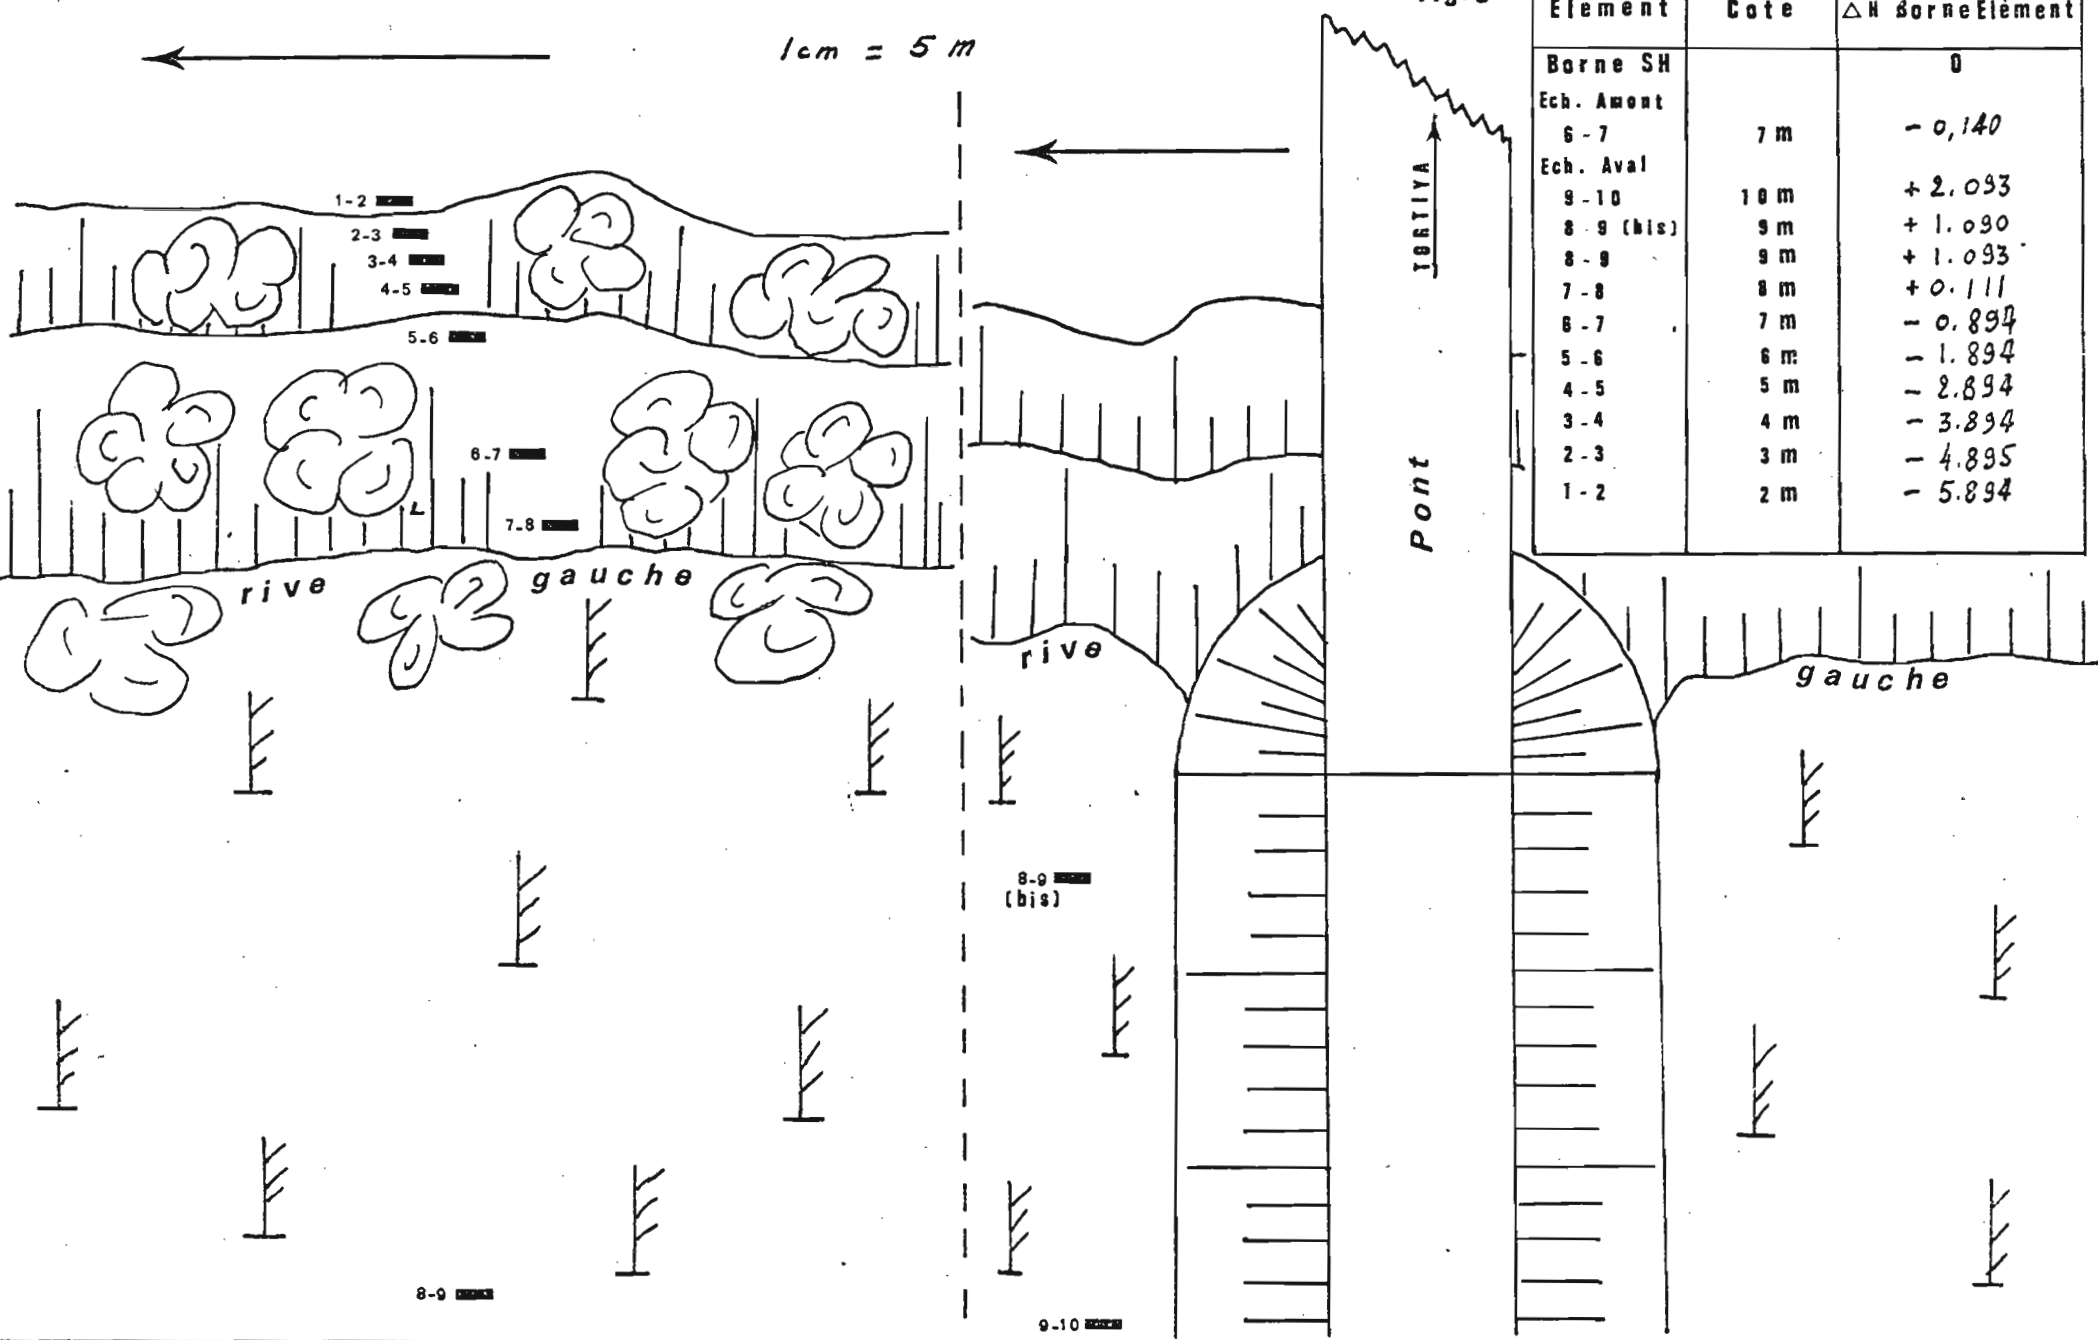 1cm = 5 m
Element Cote △H Borne Elément
Borne SH 0
Ech. Amont
6-7 7 m - 0,140
Ech. Aval
9-10 10 m + 2.093
8-9 (bis) 9 m + 1.090
8-9 9 m + 1.093
7-8 8 m + 0.111
6-7 7 m - 0.894
5-6 6 m - 1.894
4-5 5 m - 2.894
3-4 4 m - 3.894
2-3 3 m - 4.895
1-2 2 m - 5.894
TORTIYA
Pont
1-2
2-3
3-4
4-5
5-6
6-7
7-8
rive gauche
rive gauche
8-9
(bis)
8-9
9-10